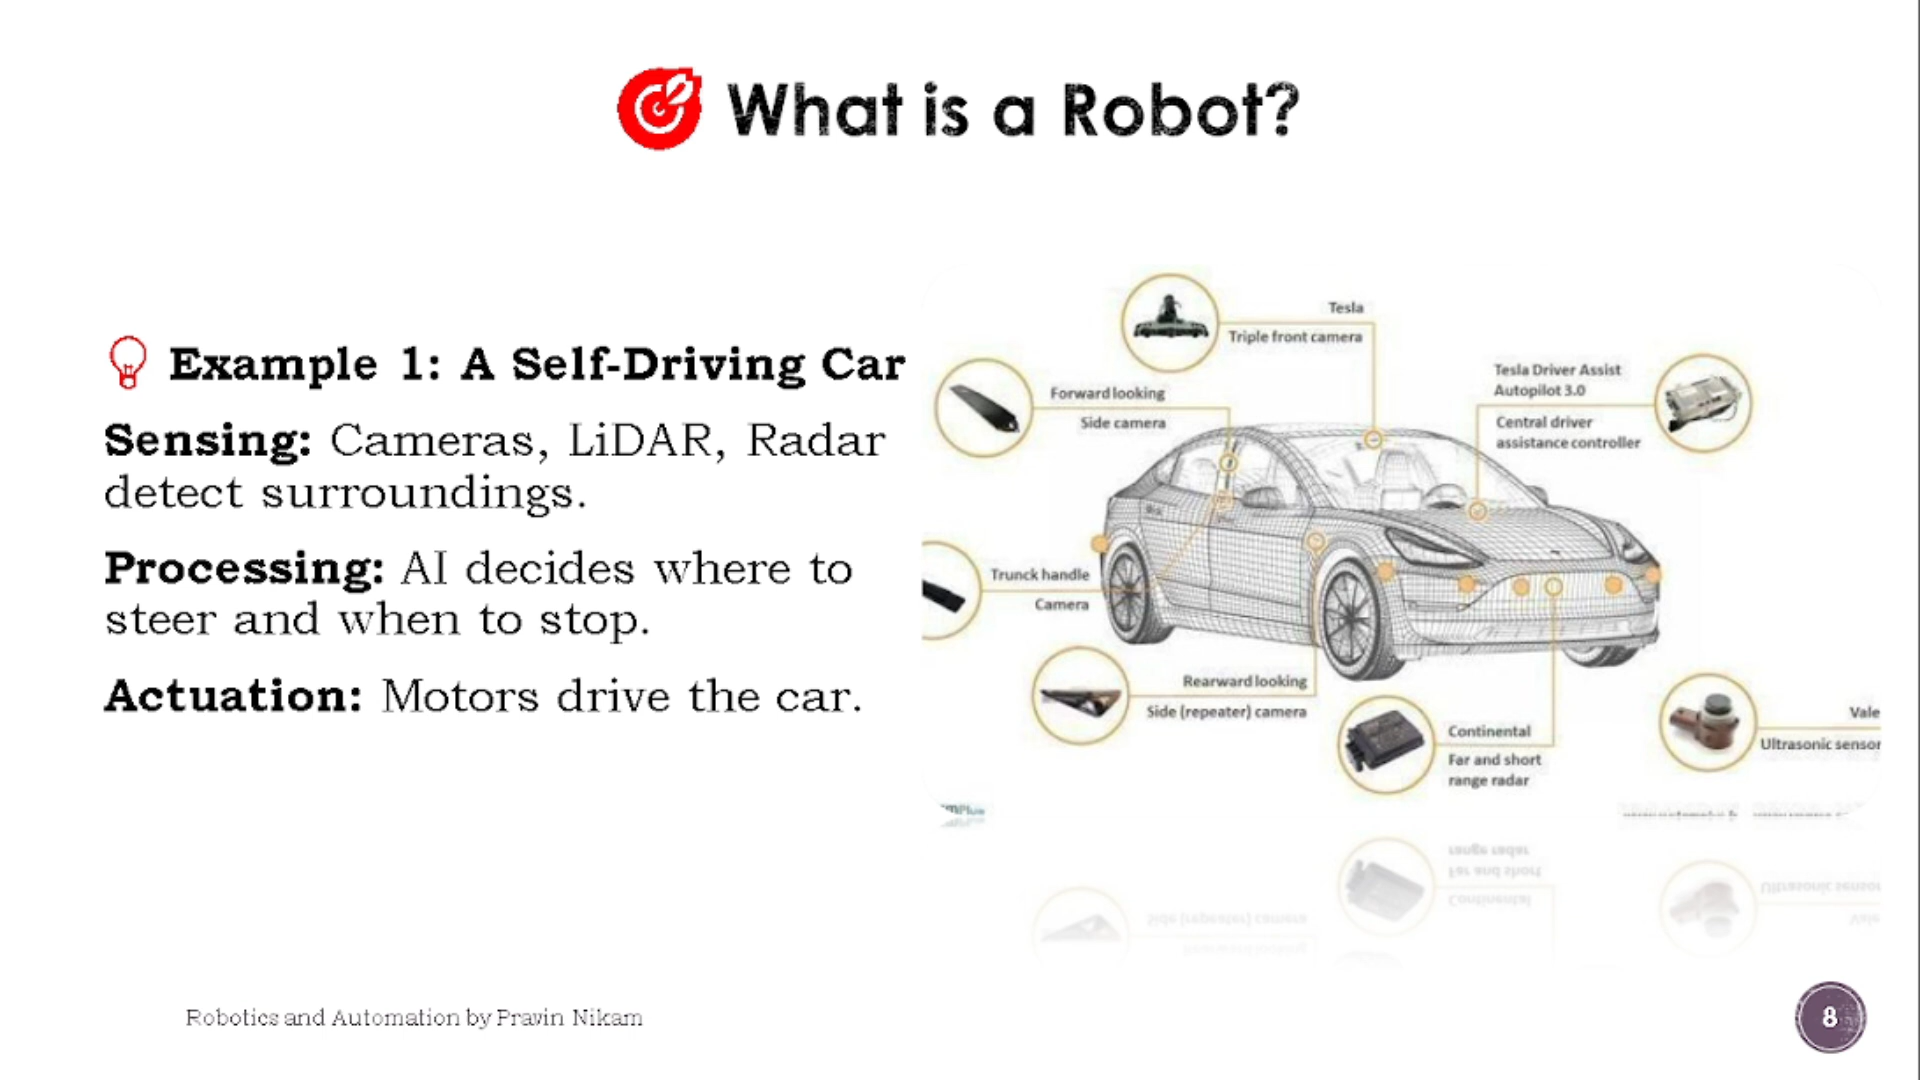 What is a Robot?
Example 1: A Self-Driving Car
Sensing: Cameras, LiDAR, Radar
detect surroundings.
Processing: AI decides where to
steer and when to stop.
Actuation: Motors drive the car.
Tesla
Triple front camera
Forward looking
Side camera
Tesla Driver Assist
Autopilot 3.0
Central driver
assistance controller
Trunck handle
Camera
Rearward looking
Side (repeater) camera
Continental
Far and short
range radar
Vale
Ultrasonic sensor
Robotics and Automation by Pravin Nikam
8